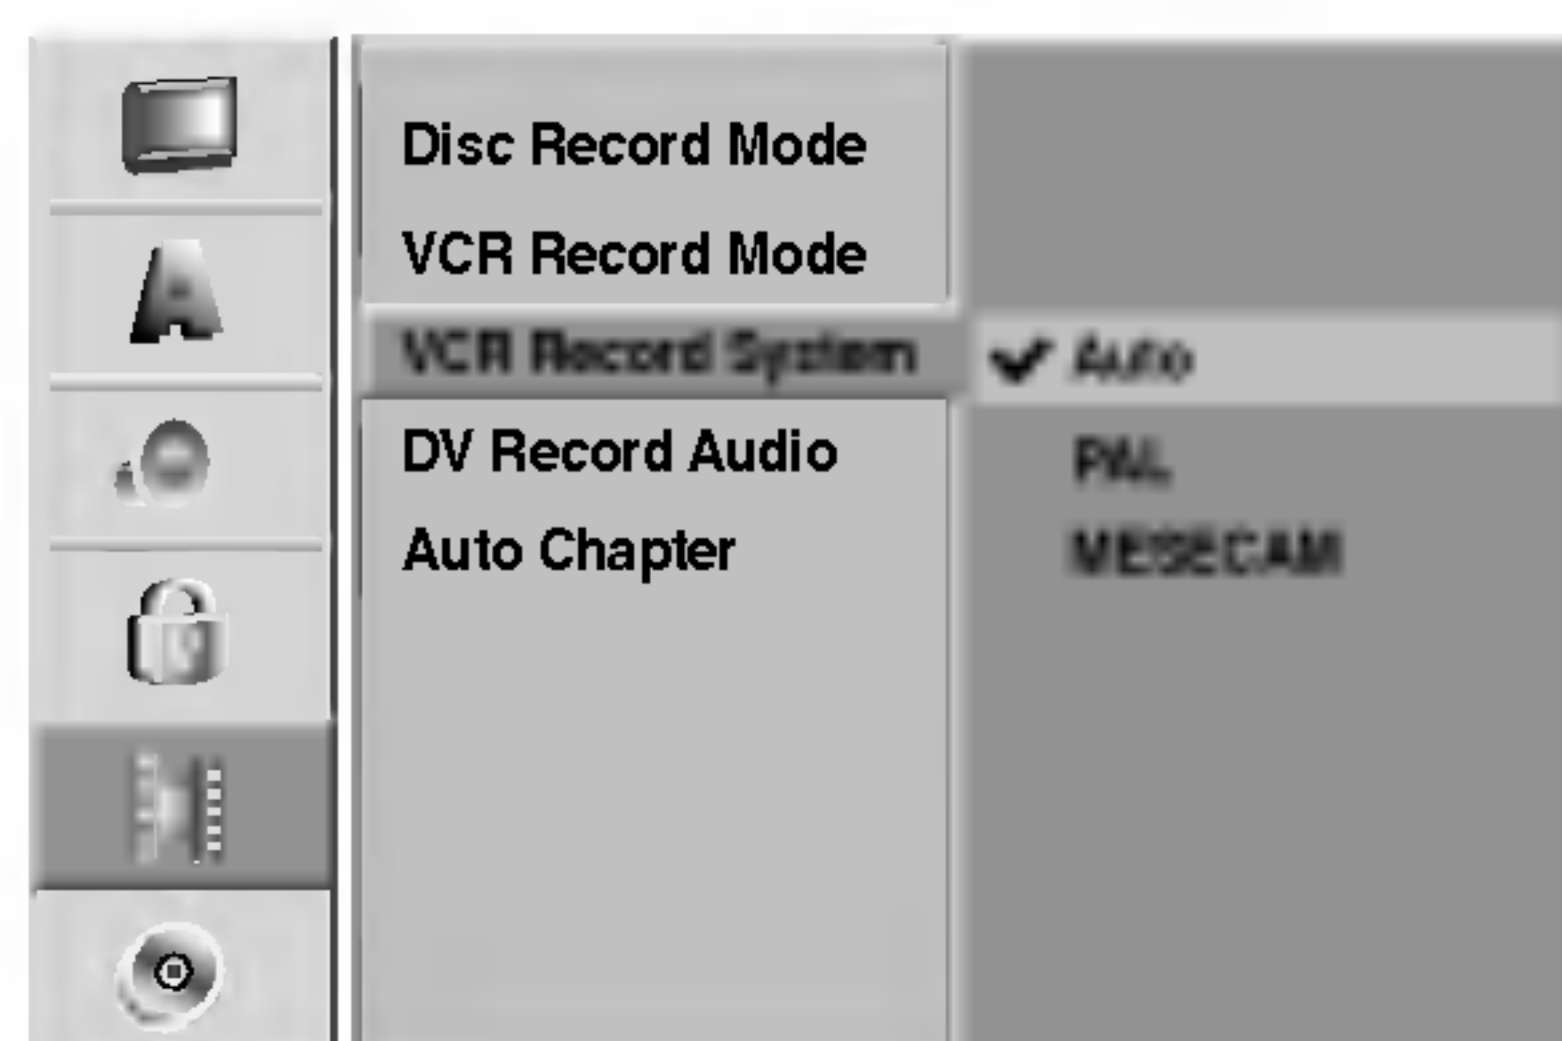 Disc Record Mode
VCR Record Mode
VCR Record System
Auto
DV Record Audio
PAL
Auto Chapter
MESECAM